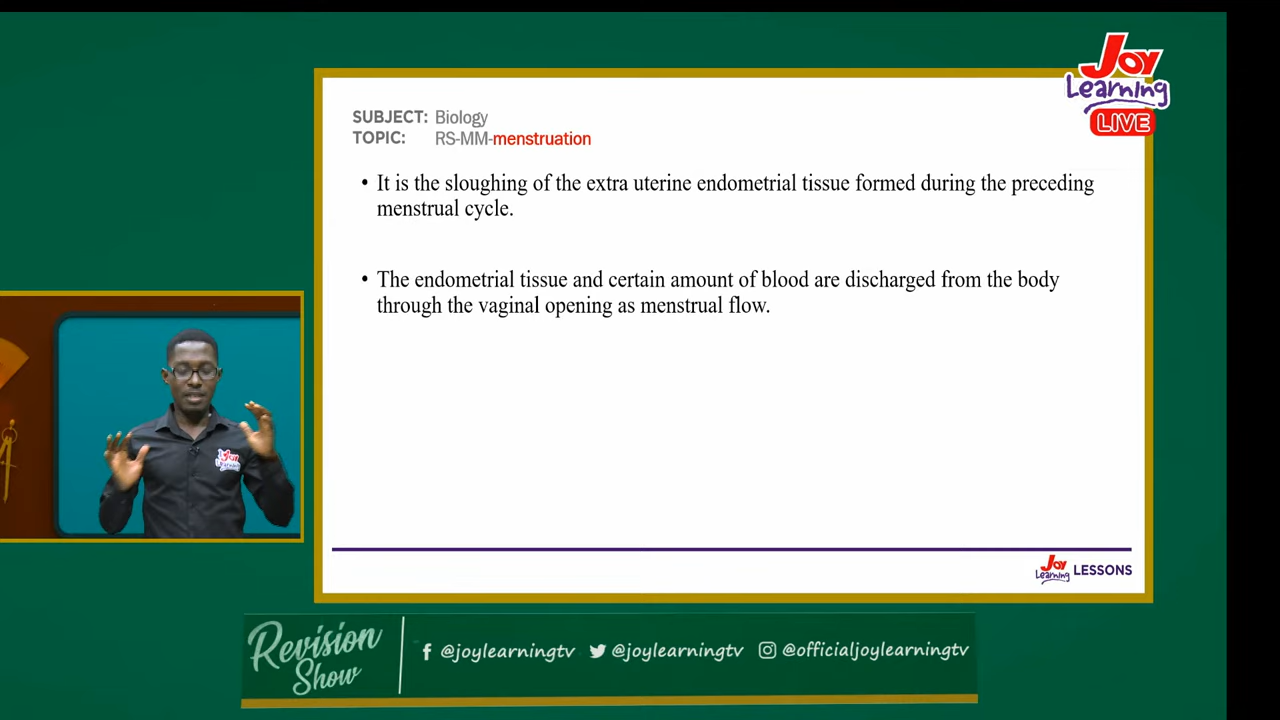 Joy
Learning
LIVE
SUBJECT: Biology
TOPIC: RS-MM-menstruation
• It is the sloughing of the extra uterine endometrial tissue formed during the preceding
menstrual cycle.
• The endometrial tissue and certain amount of blood are discharged from the body
through the vaginal opening as menstrual flow.
Joy
Learning
Joy
Learning LESSONS
Revision
Show
@joylearningtv @joylearningtv @officialjoylearningtv